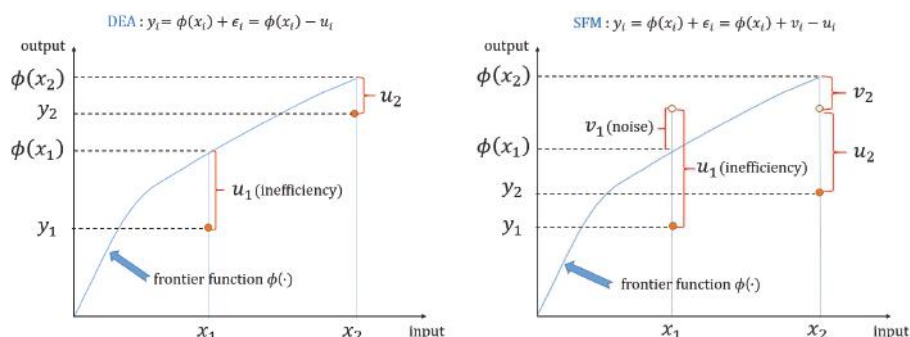 DEA : yᵢ = ϕ(xᵢ) + ϵᵢ = ϕ(xᵢ) − uᵢ
output
ϕ(x₂)
u₂
y₂
ϕ(x₁)
u₁(inefficiency)
y₁
frontier function ϕ(·)
x₁
x₂
input
SFM : yᵢ = ϕ(xᵢ) + ϵᵢ = ϕ(xᵢ) + vᵢ − uᵢ
output
ϕ(x₂)
v₂
v₁(noise)
ϕ(x₁)
u₁(inefficiency)
u₂
y₂
y₁
frontier function ϕ(·)
x₁
x₂
input